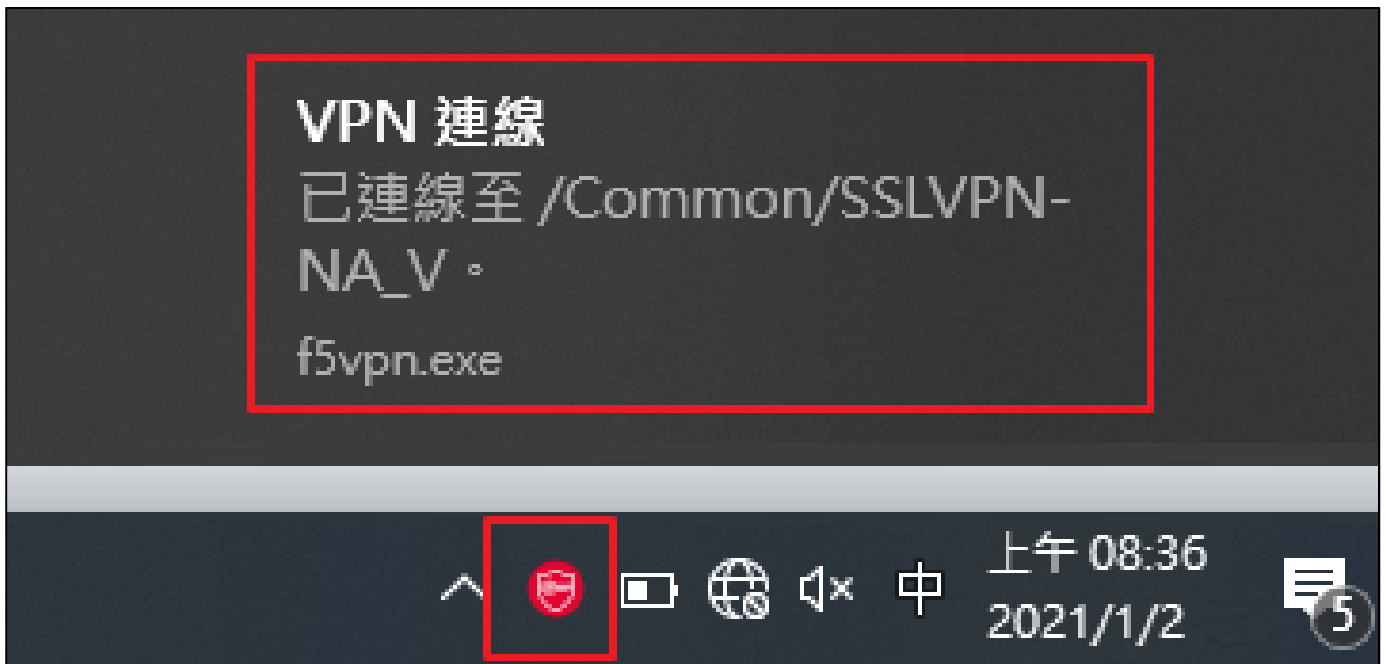 VPN 連線
已連線至 /Common/SSLVPN-
NA_V。
f5vpn.exe
中
上午 08:36
2021/1/2
5